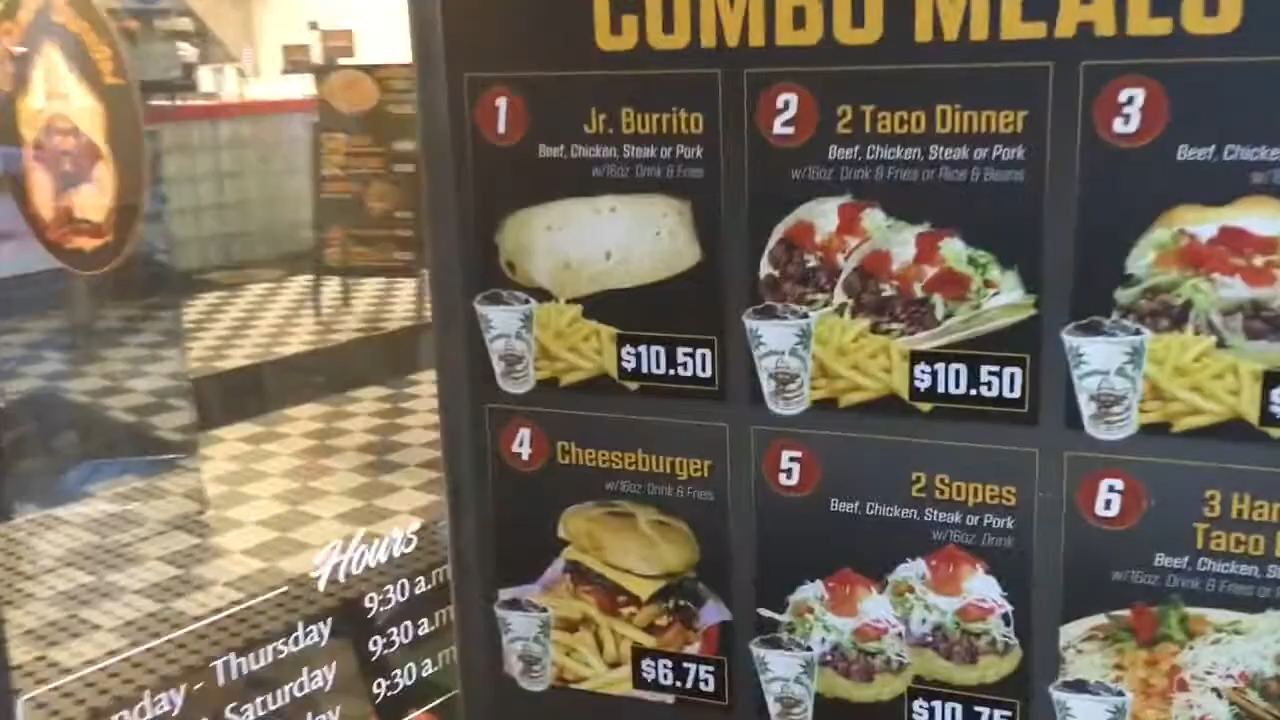 COMBO MEALS
1
Jr. Burrito
Beef, Chicken, Steak or Pork
w/16oz. Drink & Fries
$10.50
2
2 Taco Dinner
Beef, Chicken, Steak or Pork
w/16oz. Drink & Fries or Rice & Beans
$10.50
3
Beef,
4
Cheeseburger
w/16oz. Drink & Fries
$6.75
5
2 Sopes
Beef, Chicken, Steak or Pork
w/16oz. Drink
$10.75
6
3
Taco
Beef, Chicken,
w/16oz. Drink & Fries or
Hours
- Thursday 9:30 a.m
Saturday 9:30 a.m
9:30 a.m